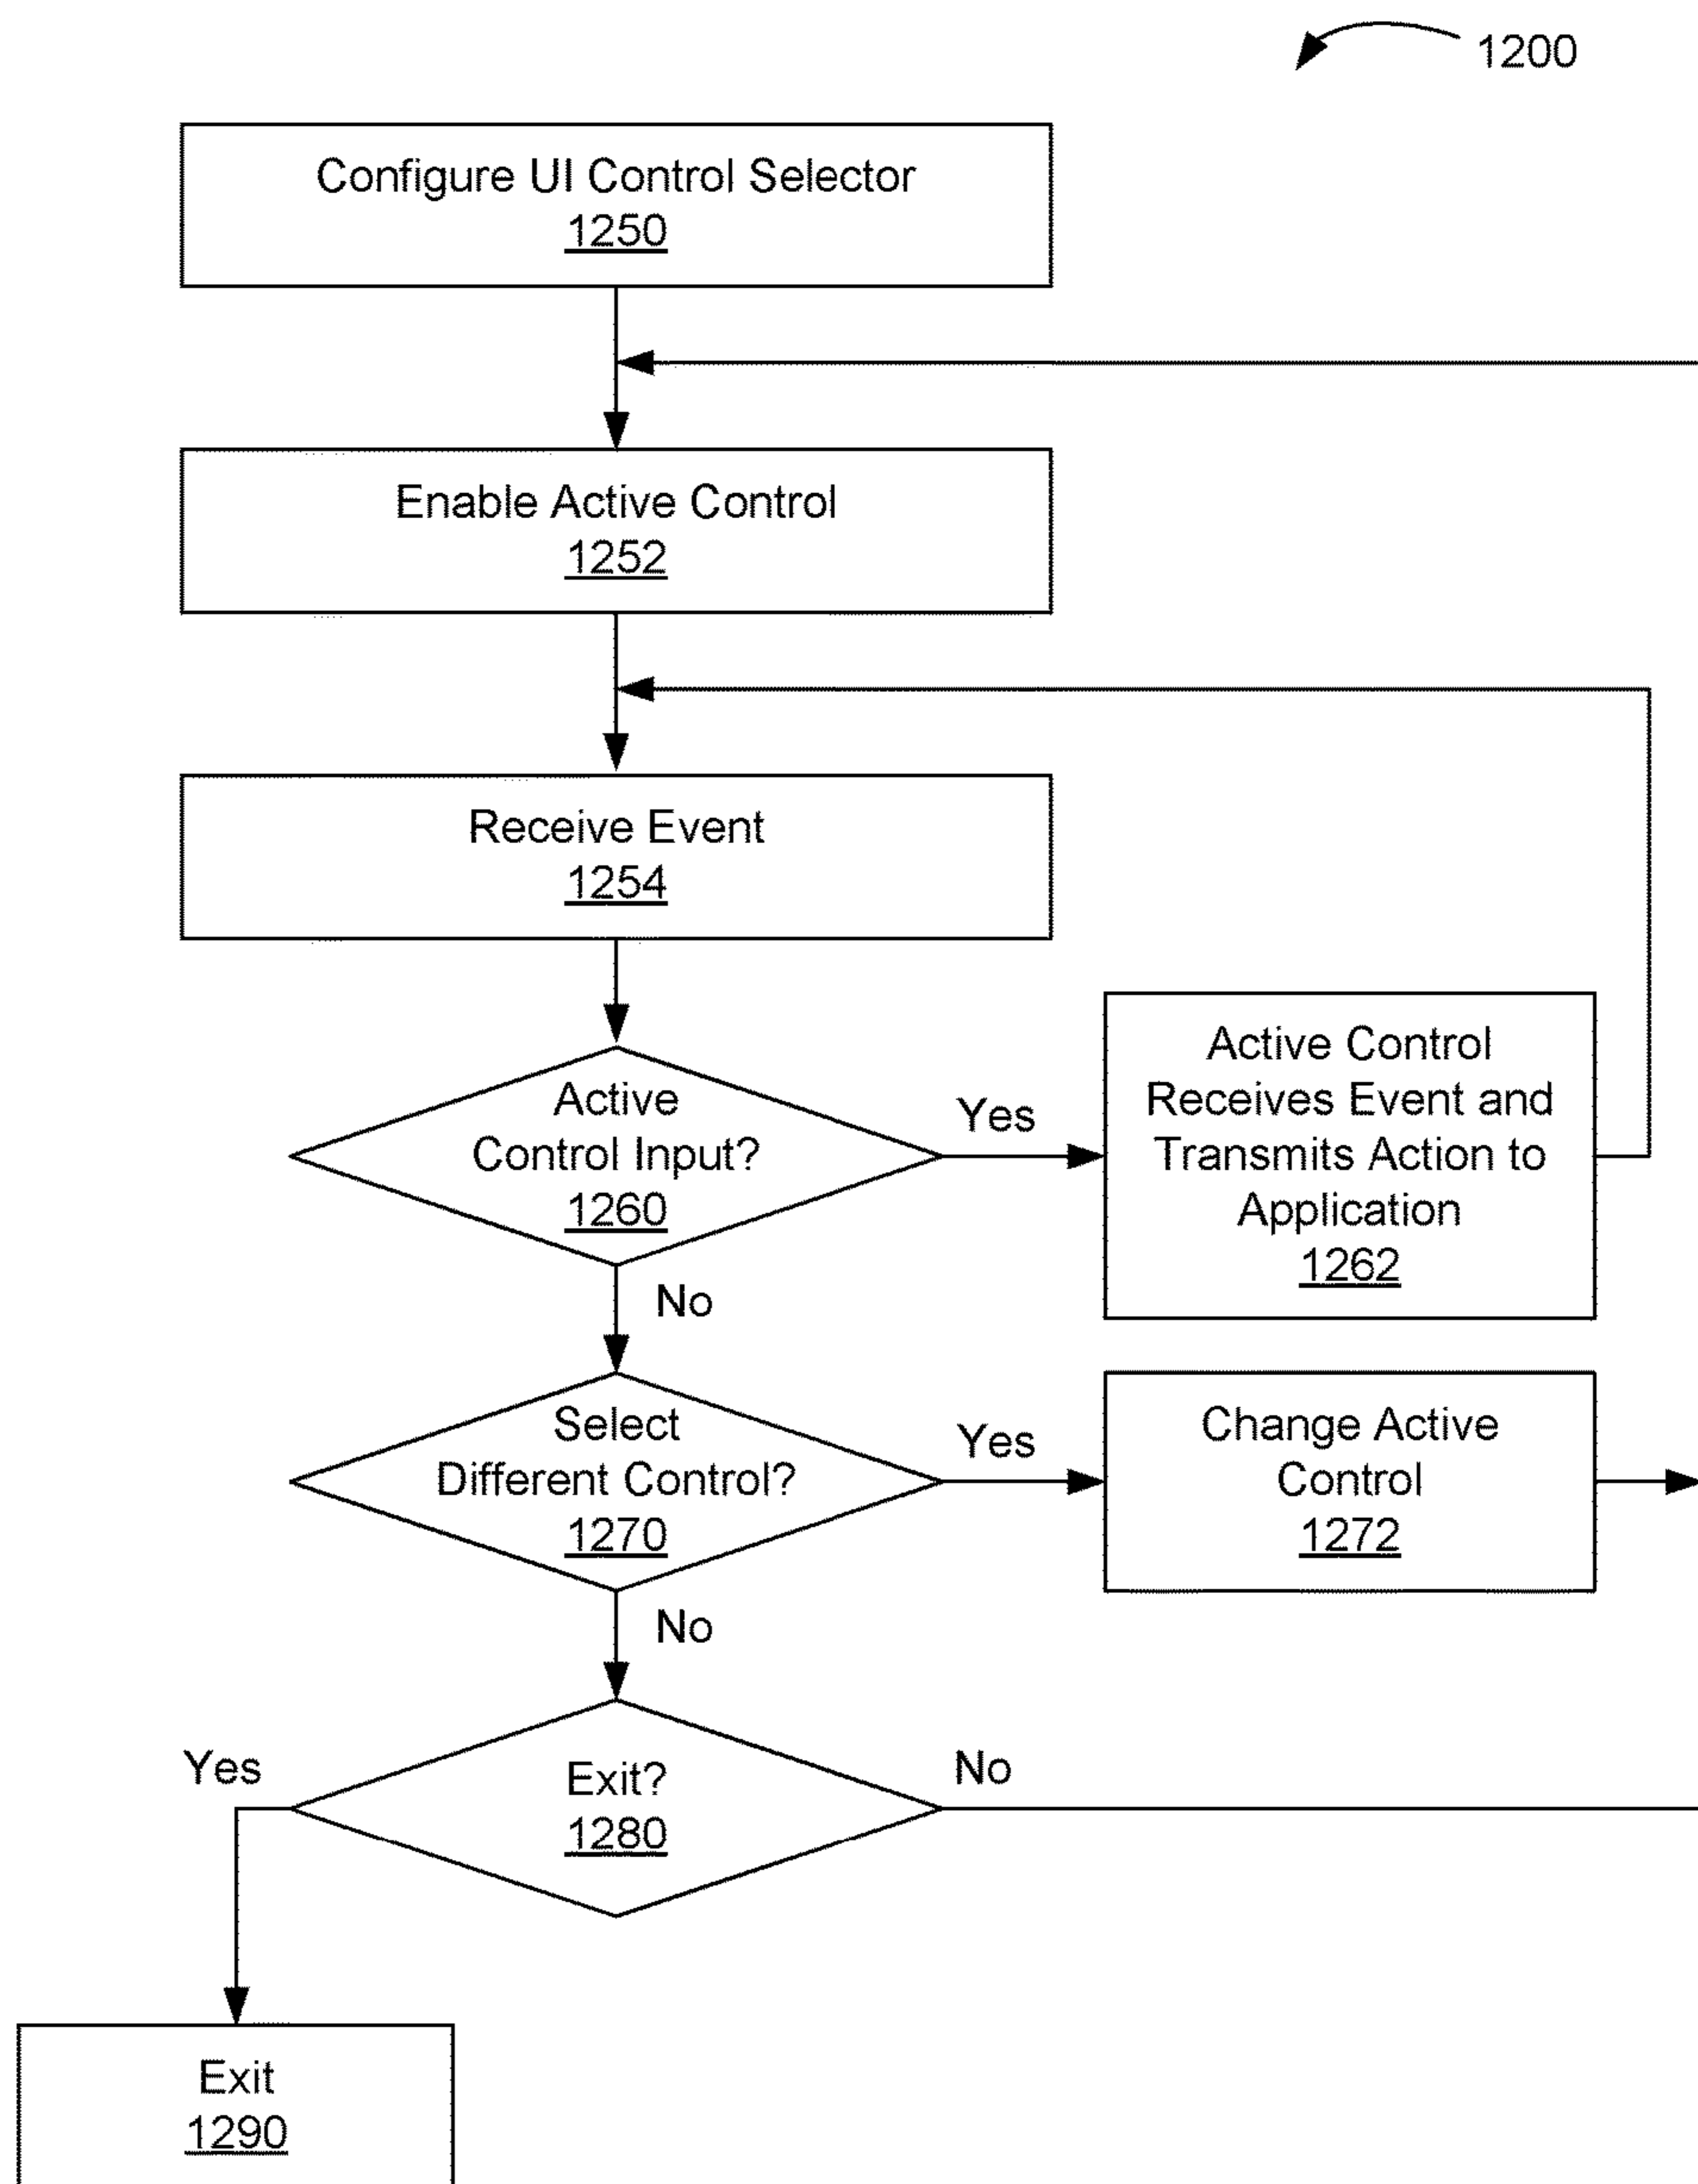 1200
Configure UI Control Selector
1250
Enable Active Control
1252
Receive Event
1254
Active
Control Input?
1260
Yes
Active Control
Receives Event and
Transmits Action to
Application
1262
No
Select
Different Control?
1270
Yes
Change Active
Control
1272
No
Yes
Exit?
1280
No
Exit
1290